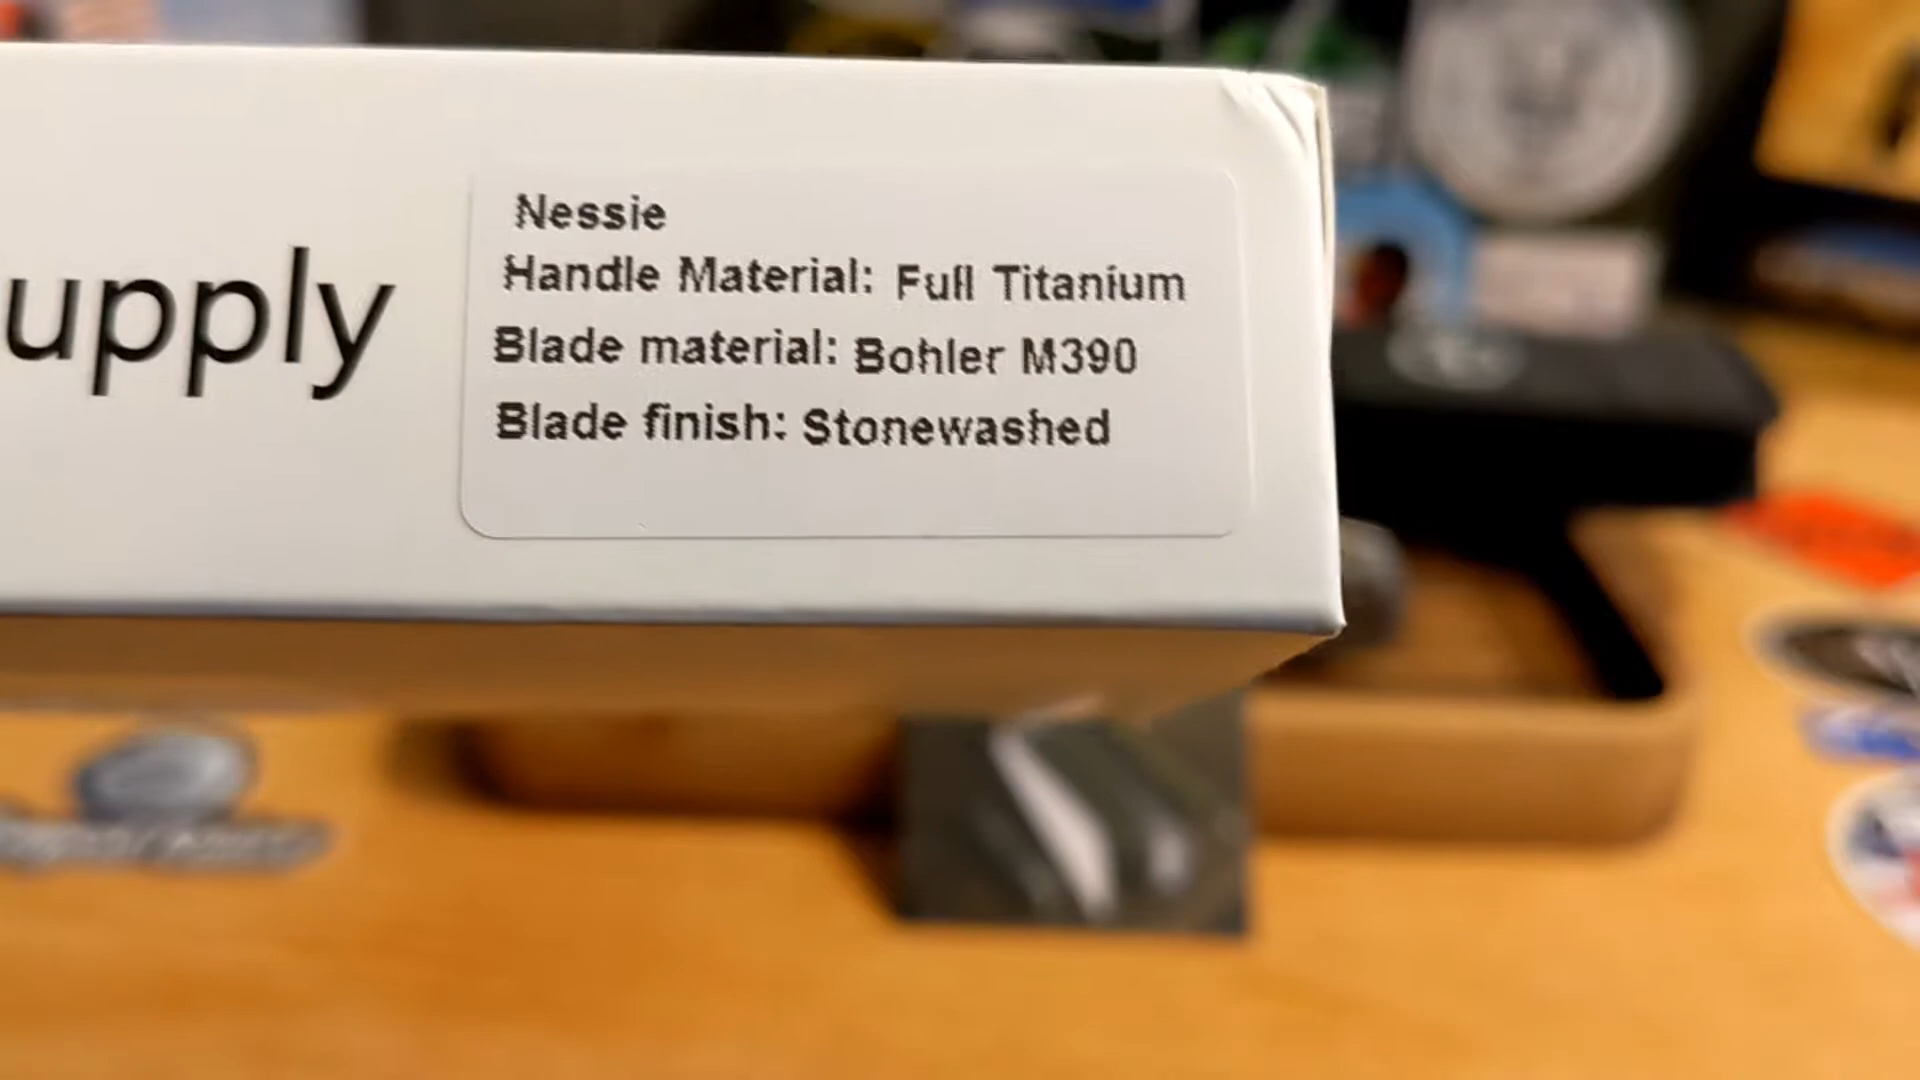 upply
Nessie
Handle Material: Full Titanium
Blade material: Bohler M390
Blade finish: Stonewashed